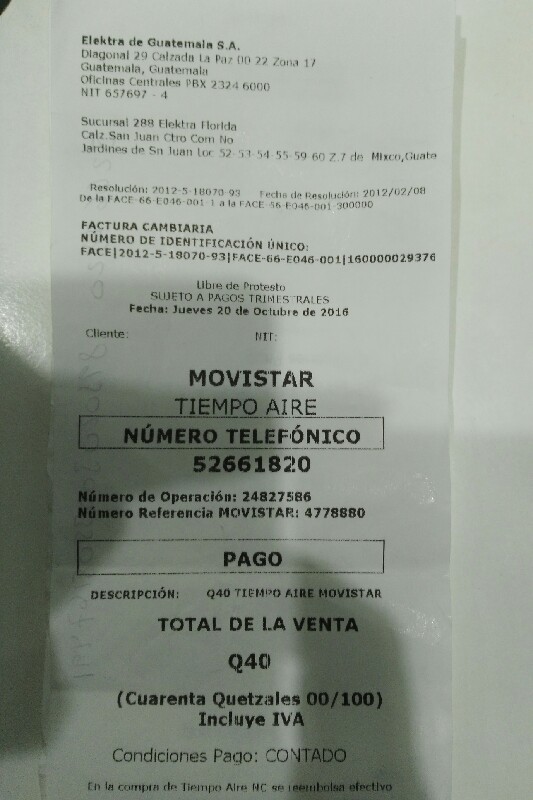 Elektra de Guatemala S.A.
Diagonal 29 Calzada La Paz 00 22 Zona 17
Guatemala, Guatemala
Oficinas Centrales PBX 2324 6000
NIT 657697 - 4
Sucursal 288 Elektra Florida
Calz.San Juan Ctro Com No
Jardines de Sn Juan Loc 52-53-54-55-59 60 Z.7 de Mixco,Guate
Resolución: 2012-5-18070-93 Fecha de Resolución: 2012/02/08
De la FACE-66-E046-001-1 a la FACE-66-E046-001-300000
FACTURA CAMBIARIA
NÚMERO DE IDENTIFICACIÓN ÚNICO:
FACE|2012-5-18070-93|FACE-66-E046-001|160000029376
Libre de Protesto
SUJETO A PAGOS TRIMESTRALES
Fecha: Jueves 20 de Octubre de 2016
Cliente: NIT:
MOVISTAR
TIEMPO AIRE
NÚMERO TELEFÓNICO
52661820
Número de Operación: 24827586
Número Referencia MOVISTAR: 4778880
PAGO
DESCRIPCIÓN: Q40 TIEMPO AIRE MOVISTAR
TOTAL DE LA VENTA
Q40
(Cuarenta Quetzales 00/100)
Incluye IVA
Condiciones Pago: CONTADO
En la compra de Tiempo Aire NC se reembolsa efectivo